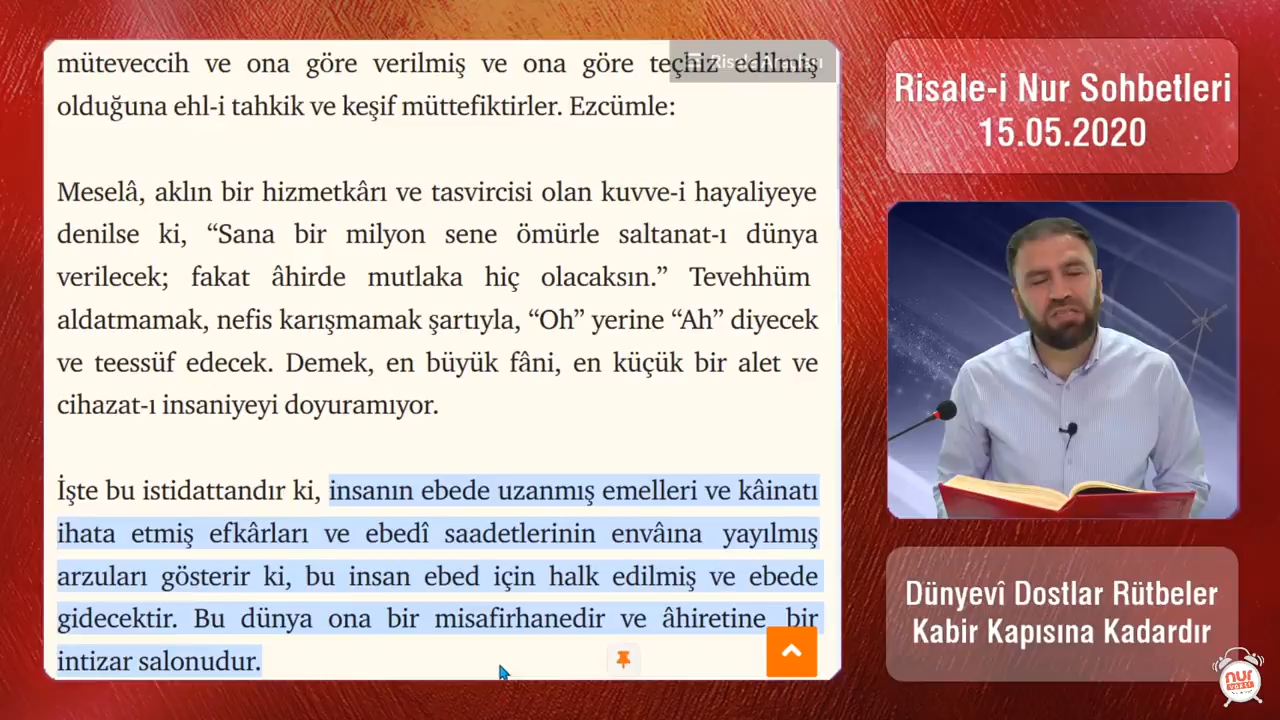 müteveccih ve ona göre verilmiş ve ona göre teçhiz edilmiş
olduğuna ehl-i tahkik ve keşif müttefiktirler. Ezcümle:
Meselâ, aklın bir hizmetkârı ve tasvircisi olan kuvve-i hayaliyeye
denilse ki, “Sana bir milyon sene ömürle saltanat-ı dünya
verilecek; fakat âhirde mutlaka hiç olacaksın.” Tevehhüm
aldatmamak, nefis karışmamak şartıyla, “Oh” yerine “Ah” diyecek
ve teessüf edecek. Demek, en büyük fâni, en küçük bir alet ve
cihazat-ı insaniyeyi doyuramıyor.
İşte bu istidattandır ki, insanın ebede uzanmış emelleri ve kâinatı
ihata etmiş efkârları ve ebedî saadetlerinin envâına yayılmış
arzuları gösterir ki, bu insan ebed için halk edilmiş ve ebede
gidecektir. Bu dünya ona bir misafirhanedir ve âhiretine bir
intizar salonudur.
Risale-i Nur Sohbetleri
15.05.2020
Dünyevî Dostlar Rütbeler
Kabir Kapısına Kadardır
nur